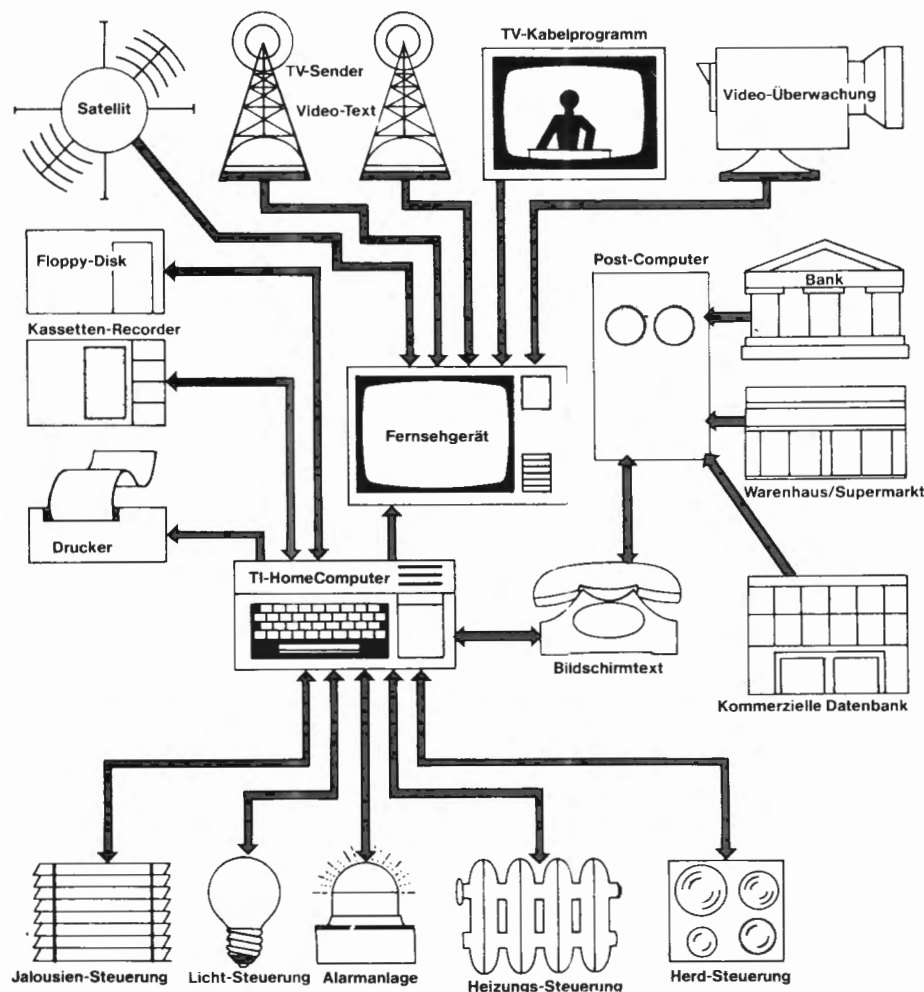 TV-Kabelprogramm
TV-Sender
Satellit
Video-Text
Video-Überwachung
Floppy-Disk
Post-Computer
Bank
Kassetten-Recorder
Fernsehgerät
Warenhaus/Supermarkt
Drucker
TI-HomeComputer
Bildschirmtext
Kommerzielle Datenbank
Jalousien-Steuerung
Licht-Steuerung
Alarmanlage
Heizungs-Steuerung
Herd-Steuerung